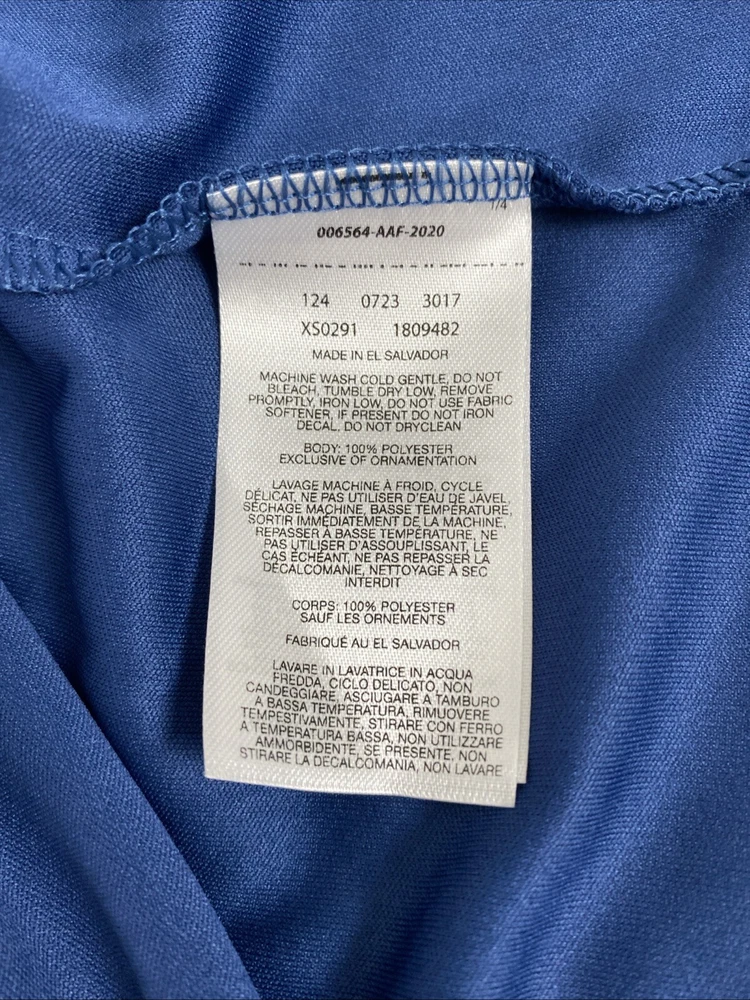 1/4
006564-AAF-2020
124 0723 3017
XS0291 1809482
MADE IN EL SALVADOR
MACHINE WASH COLD GENTLE, DO NOT
BLEACH, TUMBLE DRY LOW, REMOVE
PROMPTLY, IRON LOW, DO NOT USE FABRIC
SOFTENER, IF PRESENT DO NOT IRON
DECAL, DO NOT DRYCLEAN
BODY: 100% POLYESTER
EXCLUSIVE OF ORNAMENTATION
LAVAGE MACHINE À FROID, CYCLE
DÉLICAT, NE PAS UTILISER D'EAU DE JAVEL,
SÉCHAGE MACHINE, BASSE TEMPÉRATURE,
SORTIR IMMÉDIATEMENT DE LA MACHINE,
REPASSER À BASSE TEMPÉRATURE, NE
PAS UTILISER D'ASSOUPLISSANT, LE
CAS ÉCHÉANT, NE PAS REPASSER LA
DÉCALCOMANIE, NETTOYAGE À SEC
INTERDIT
CORPS: 100% POLYESTER
SAUF LES ORNEMENTS
FABRIQUÉ AU EL SALVADOR
LAVARE IN LAVATRICE IN ACQUA
FREDDA, CICLO DELICATO, NON
CANDEGGIARE, ASCIUGARE A TAMBURO
A BASSA TEMPERATURA, RIMUOVERE
TEMPESTIVAMENTE, STIRARE CON FERRO
A TEMPERATURA BASSA, NON UTILIZZARE
AMMORBIDENTE, SE PRESENTE, NON
STIRARE LA DECALCOMANIA, NON LAVARE